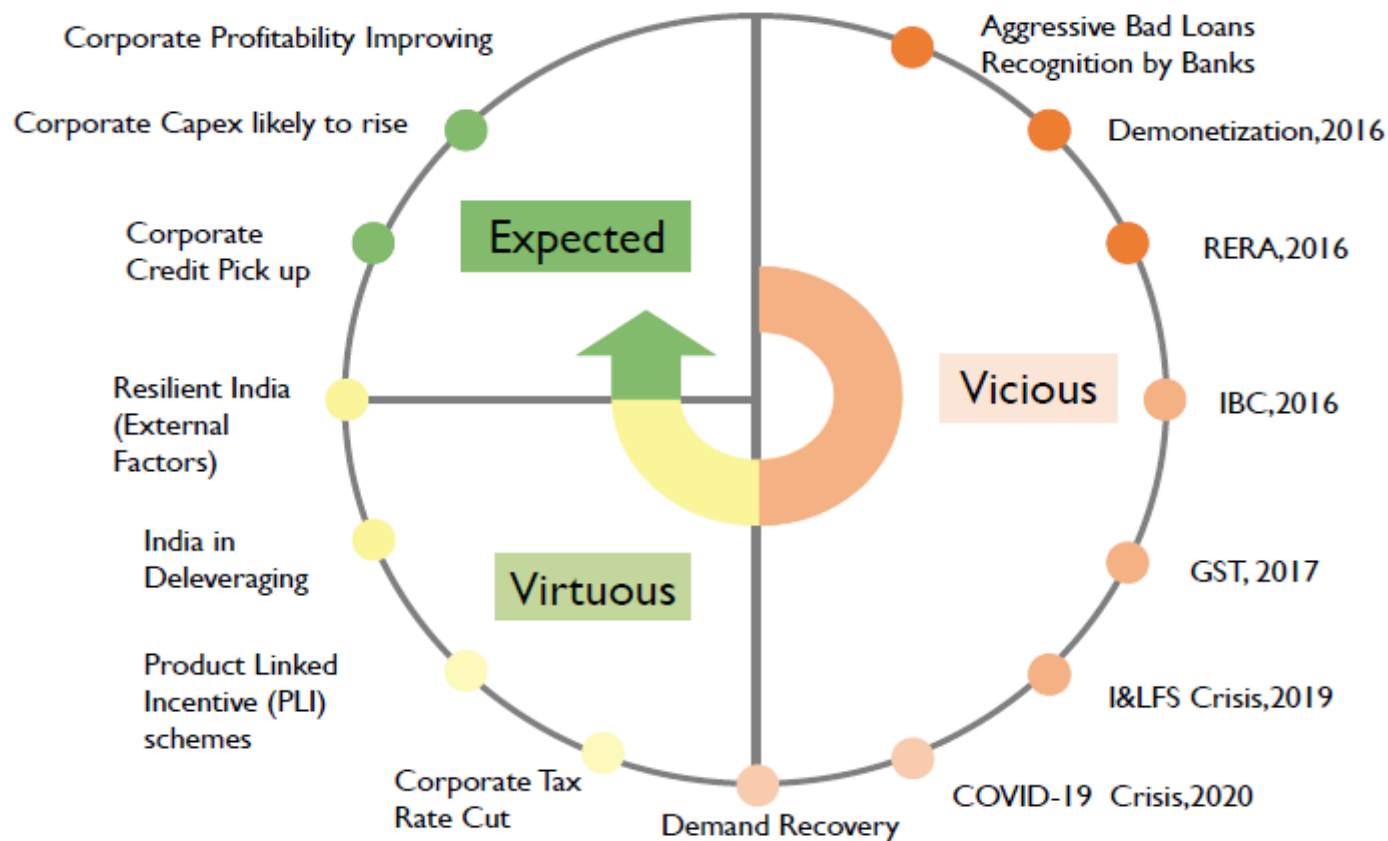 Corporate Profitability Improving
Corporate Capex likely to rise
Corporate
Credit Pick up
Resilient India
(External
Factors)
India in
Deleveraging
Product Linked
Incentive (PLI)
schemes
Corporate Tax
Rate Cut
Demand Recovery
Expected
Virtuous
Vicious
Aggressive Bad Loans
Recognition by Banks
Demonetization,2016
RERA,2016
IBC,2016
GST, 2017
I&LFS Crisis,2019
COVID-19 Crisis,2020